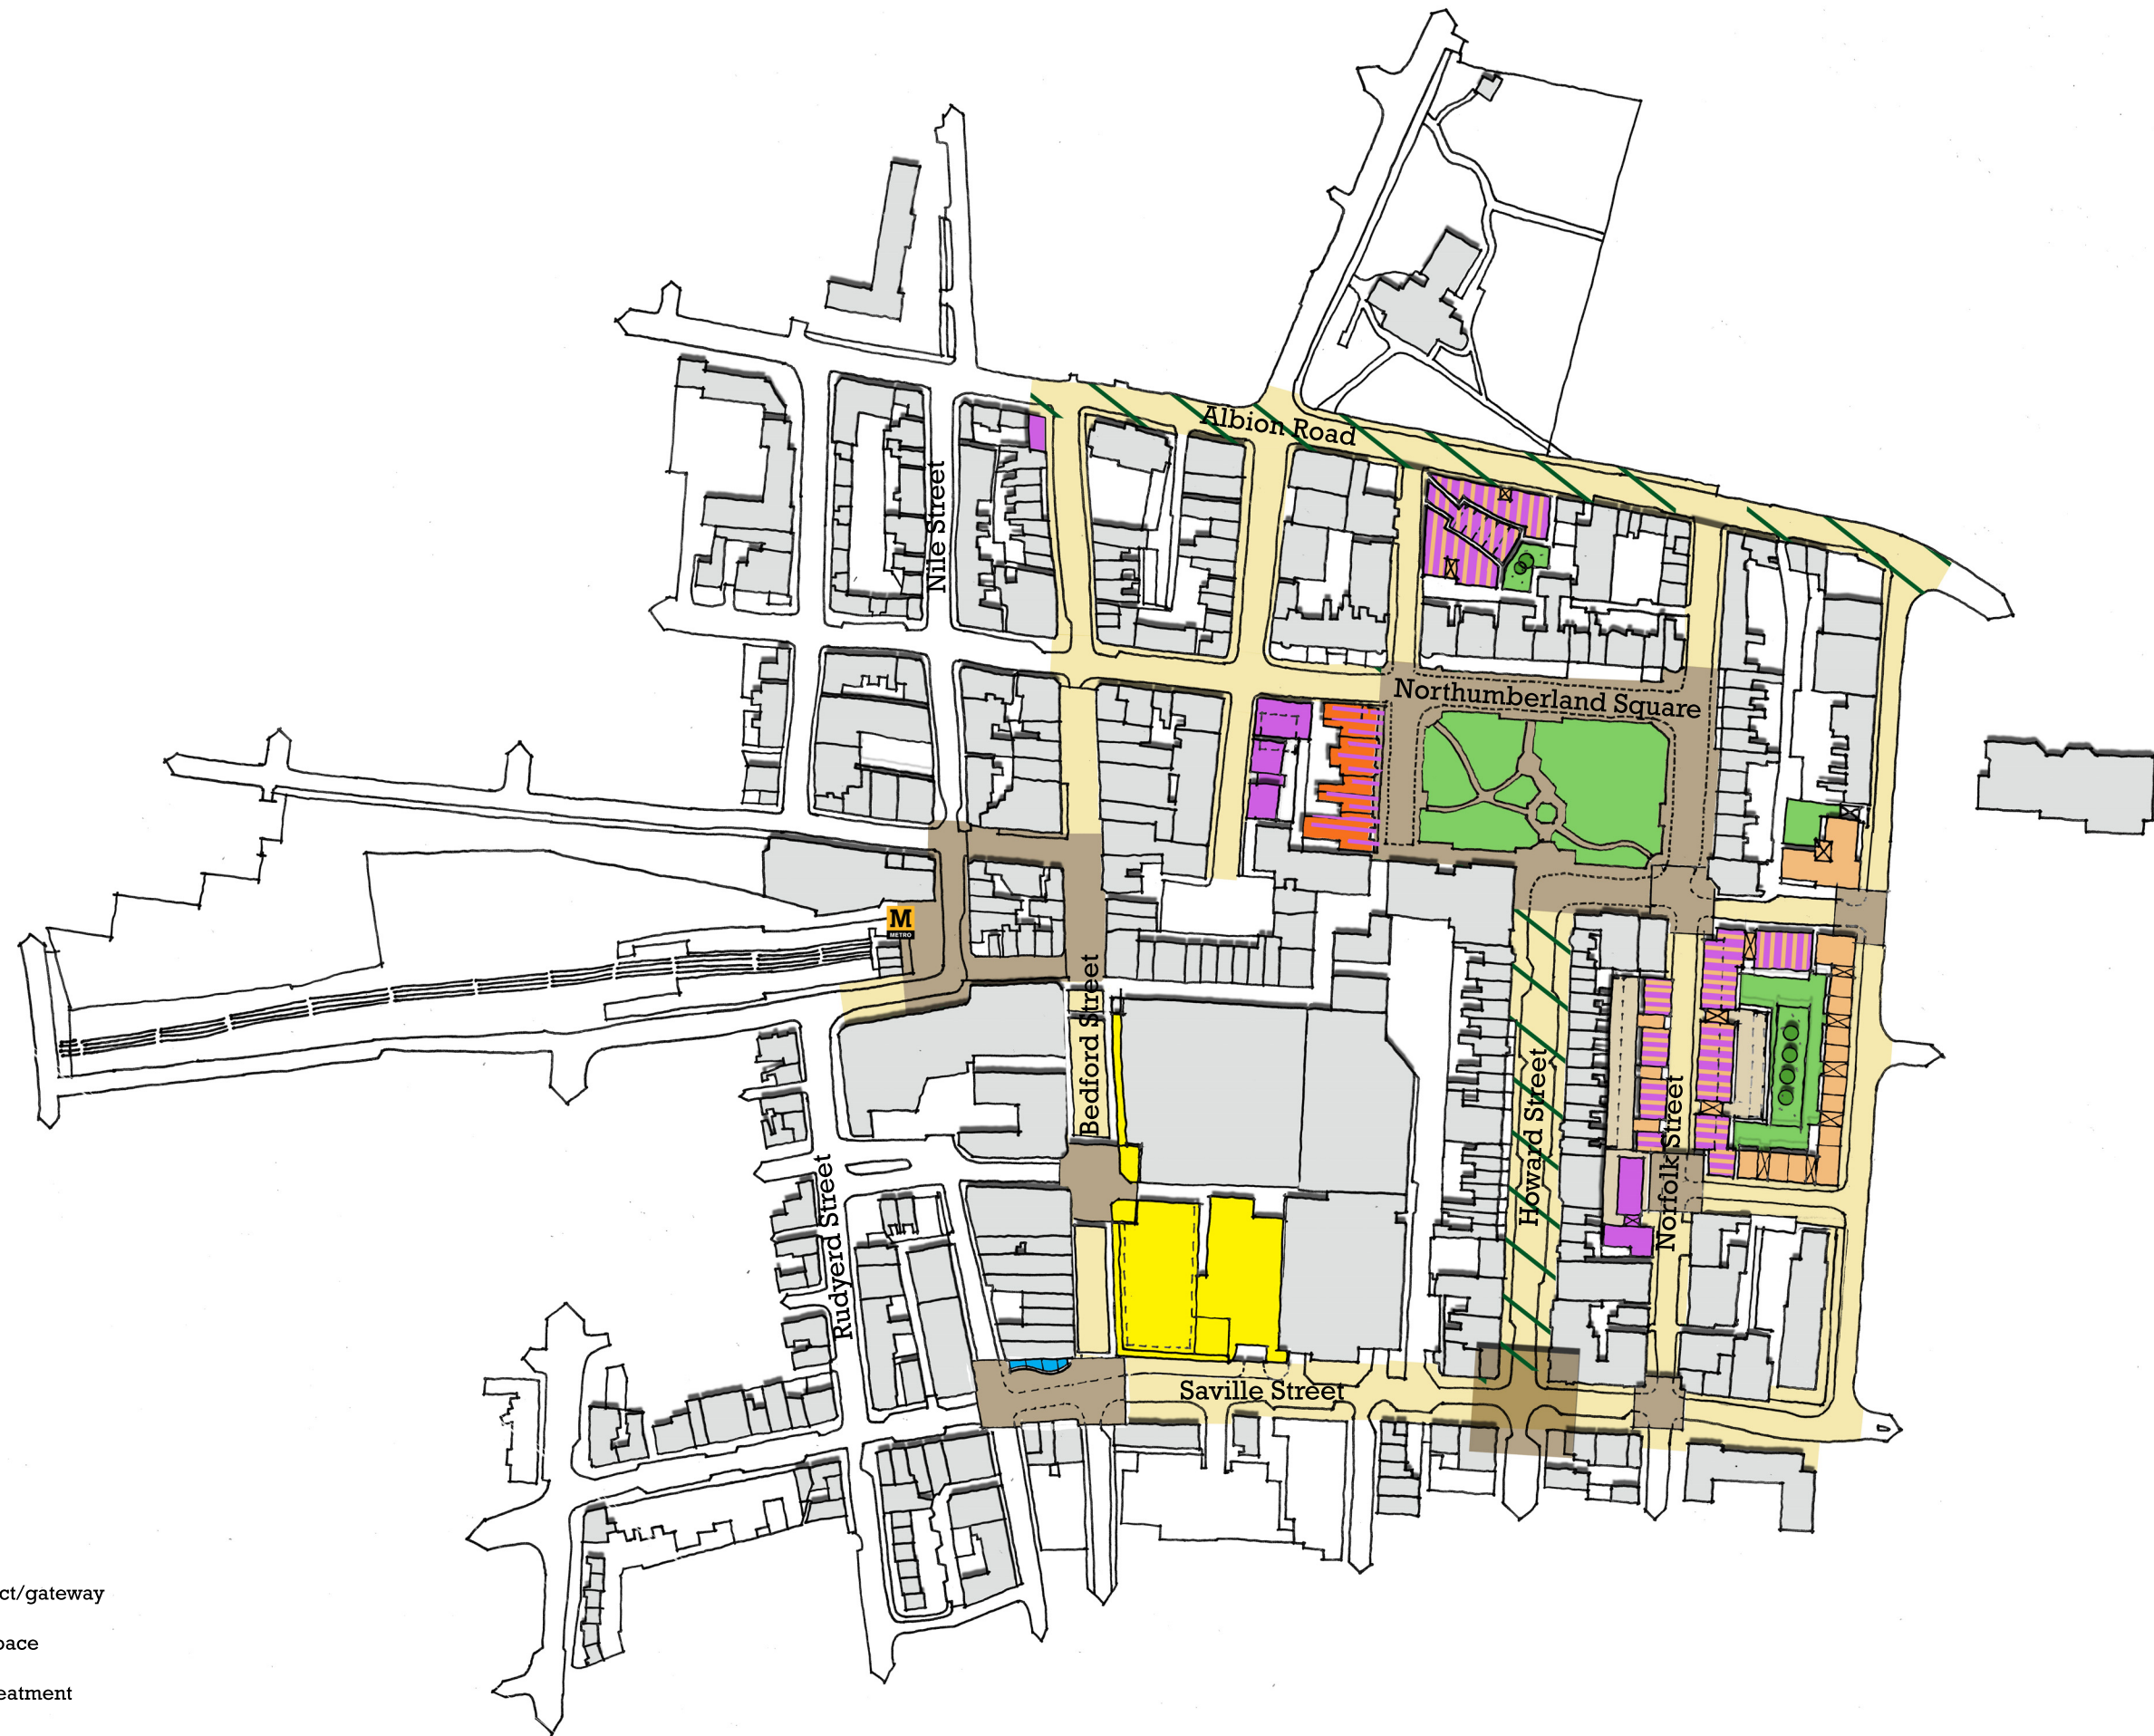 Albion Road
Nile Street
Northumberland Square
M
METRO
Bedford Street
Howard Street
Norfolk Street
Rudyerd Street
Saville Street
ct/gateway
pace
eatment